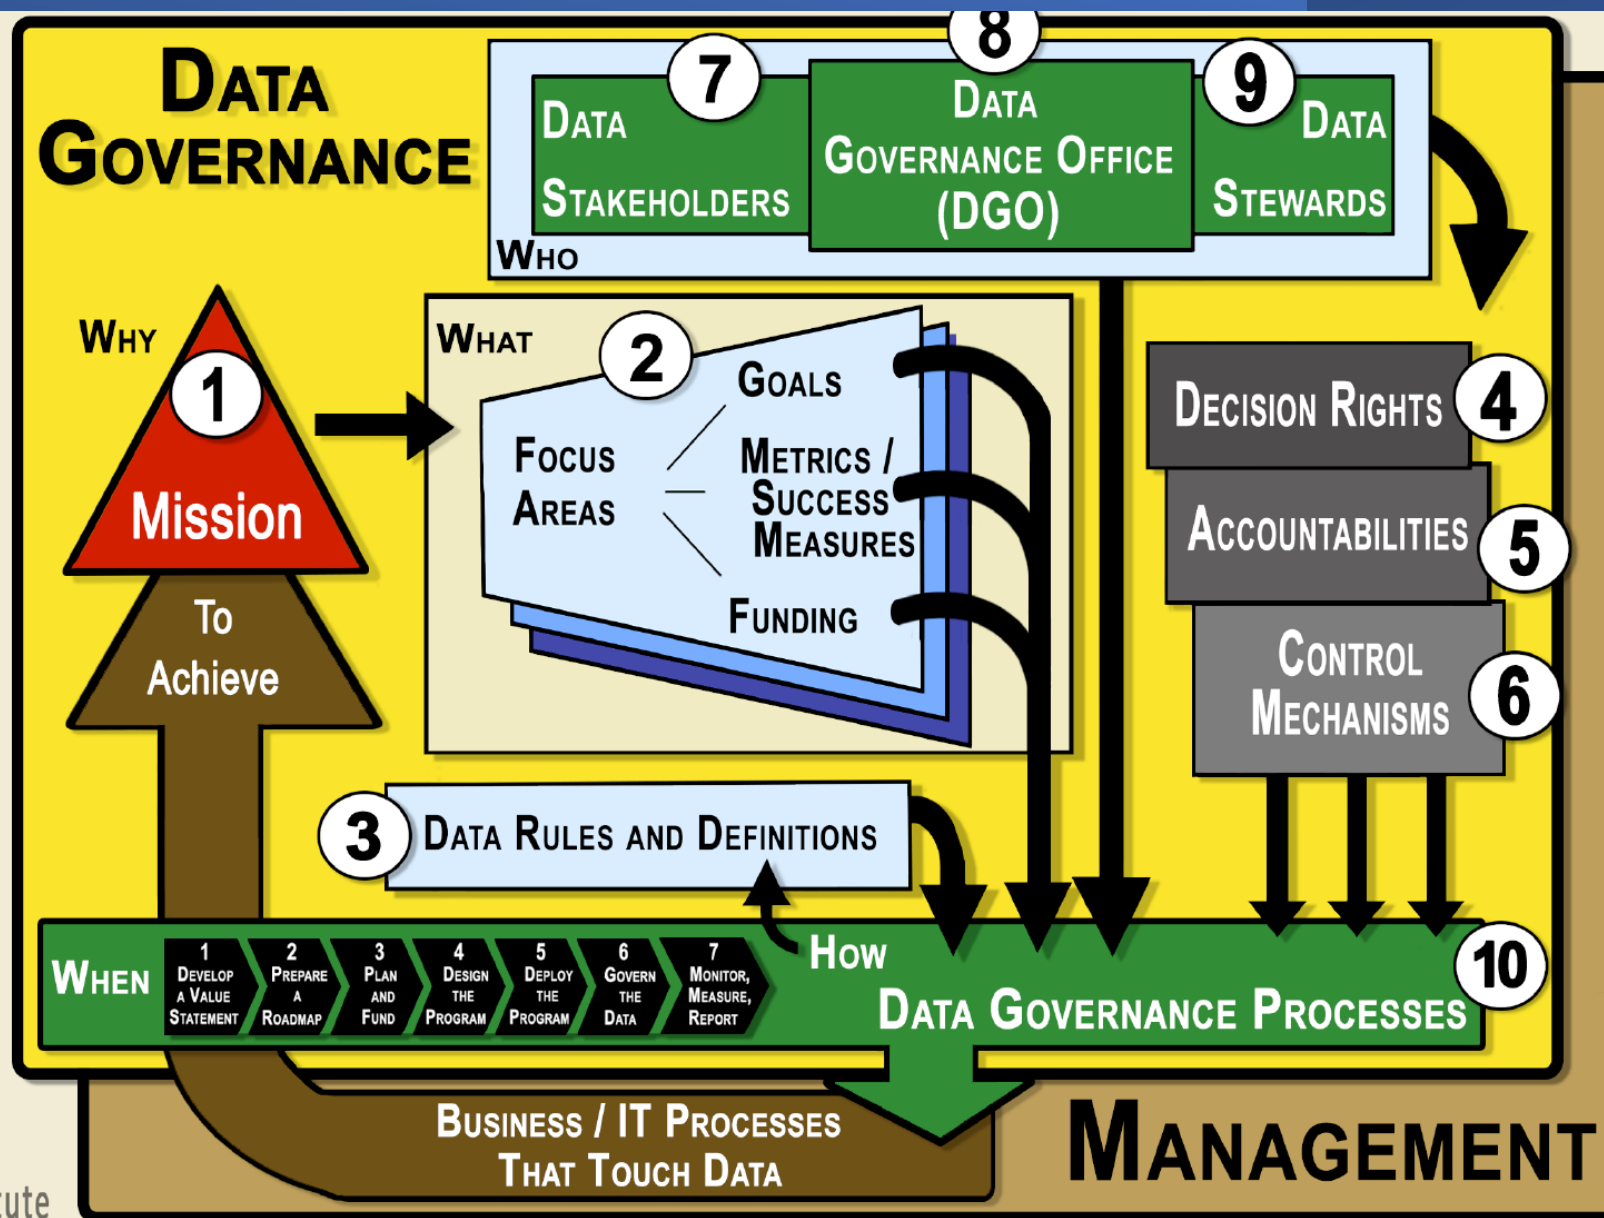 DATA
GOVERNANCE
7
8
9
DATA
STAKEHOLDERS
DATA
GOVERNANCE OFFICE
(DGO)
DATA
STEWARDS
WHO
WHY
1
Mission
To
Achieve
WHAT
2
FOCUS
AREAS
GOALS
METRICS /
SUCCESS
MEASURES
FUNDING
DECISION RIGHTS
4
ACCOUNTABILITIES
5
CONTROL
MECHANISMS
6
3
DATA RULES AND DEFINITIONS
WHEN
1
DEVELOP
A VALUE
STATEMENT
2
PREPARE
A
ROADMAP
3
PLAN
AND
FUND
4
DESIGN
THE
PROGRAM
5
DEPLOY
THE
PROGRAM
6
GOVERN
THE
DATA
7
MONITOR,
MEASURE,
REPORT
HOW
DATA GOVERNANCE PROCESSES
10
BUSINESS / IT PROCESSES
THAT TOUCH DATA
MANAGEMENT